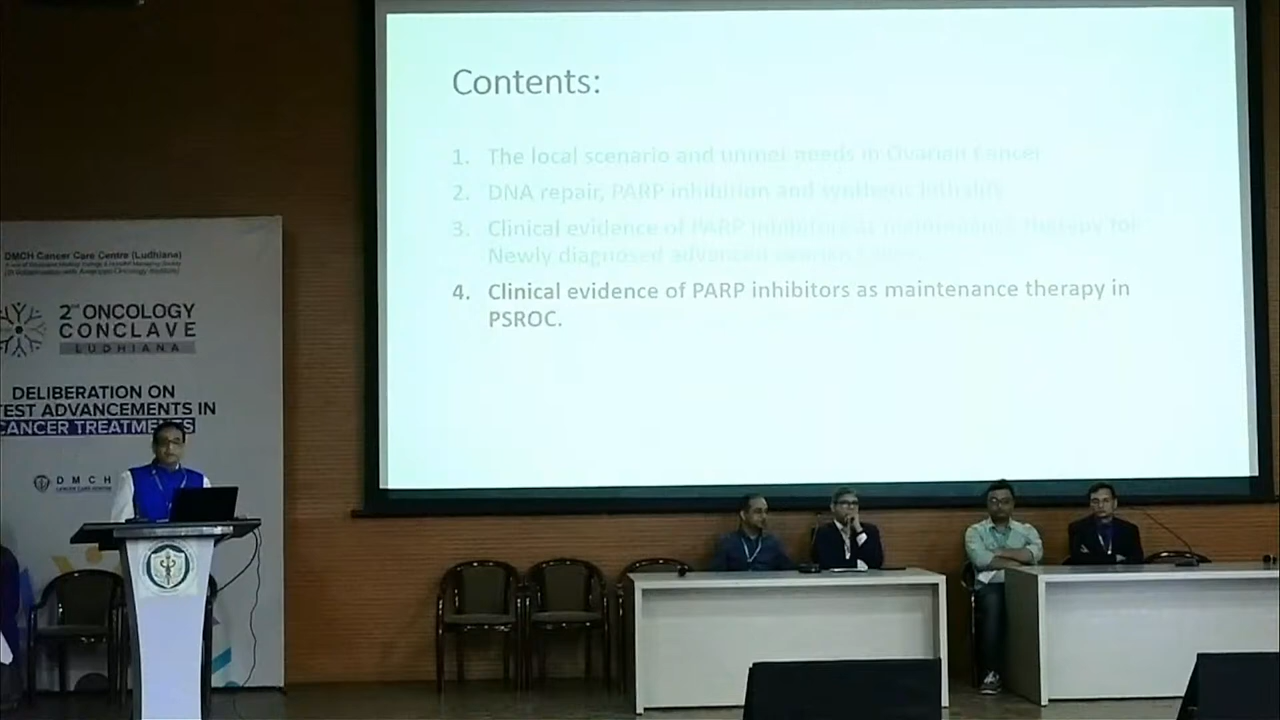 Contents:
1. The local scenario and unmet needs in Ovarian Cancer
2. DNA repair, PARP inhibition and synthetic lethality
3. Clinical evidence of PARP inhibitors as maintenance therapy for
Newly diagnosed advanced
4. Clinical evidence of PARP inhibitors as maintenance therapy in
PSROC.
DMCH Cancer Care Centre (Ludhiana)
2ND ONCOLOGY
CONCLAVE
LUDHIANA
DELIBERATION ON
TEST ADVANCEMENTS IN
CANCER TREATMENTS
DMCH
CANCER CARE CENTRE